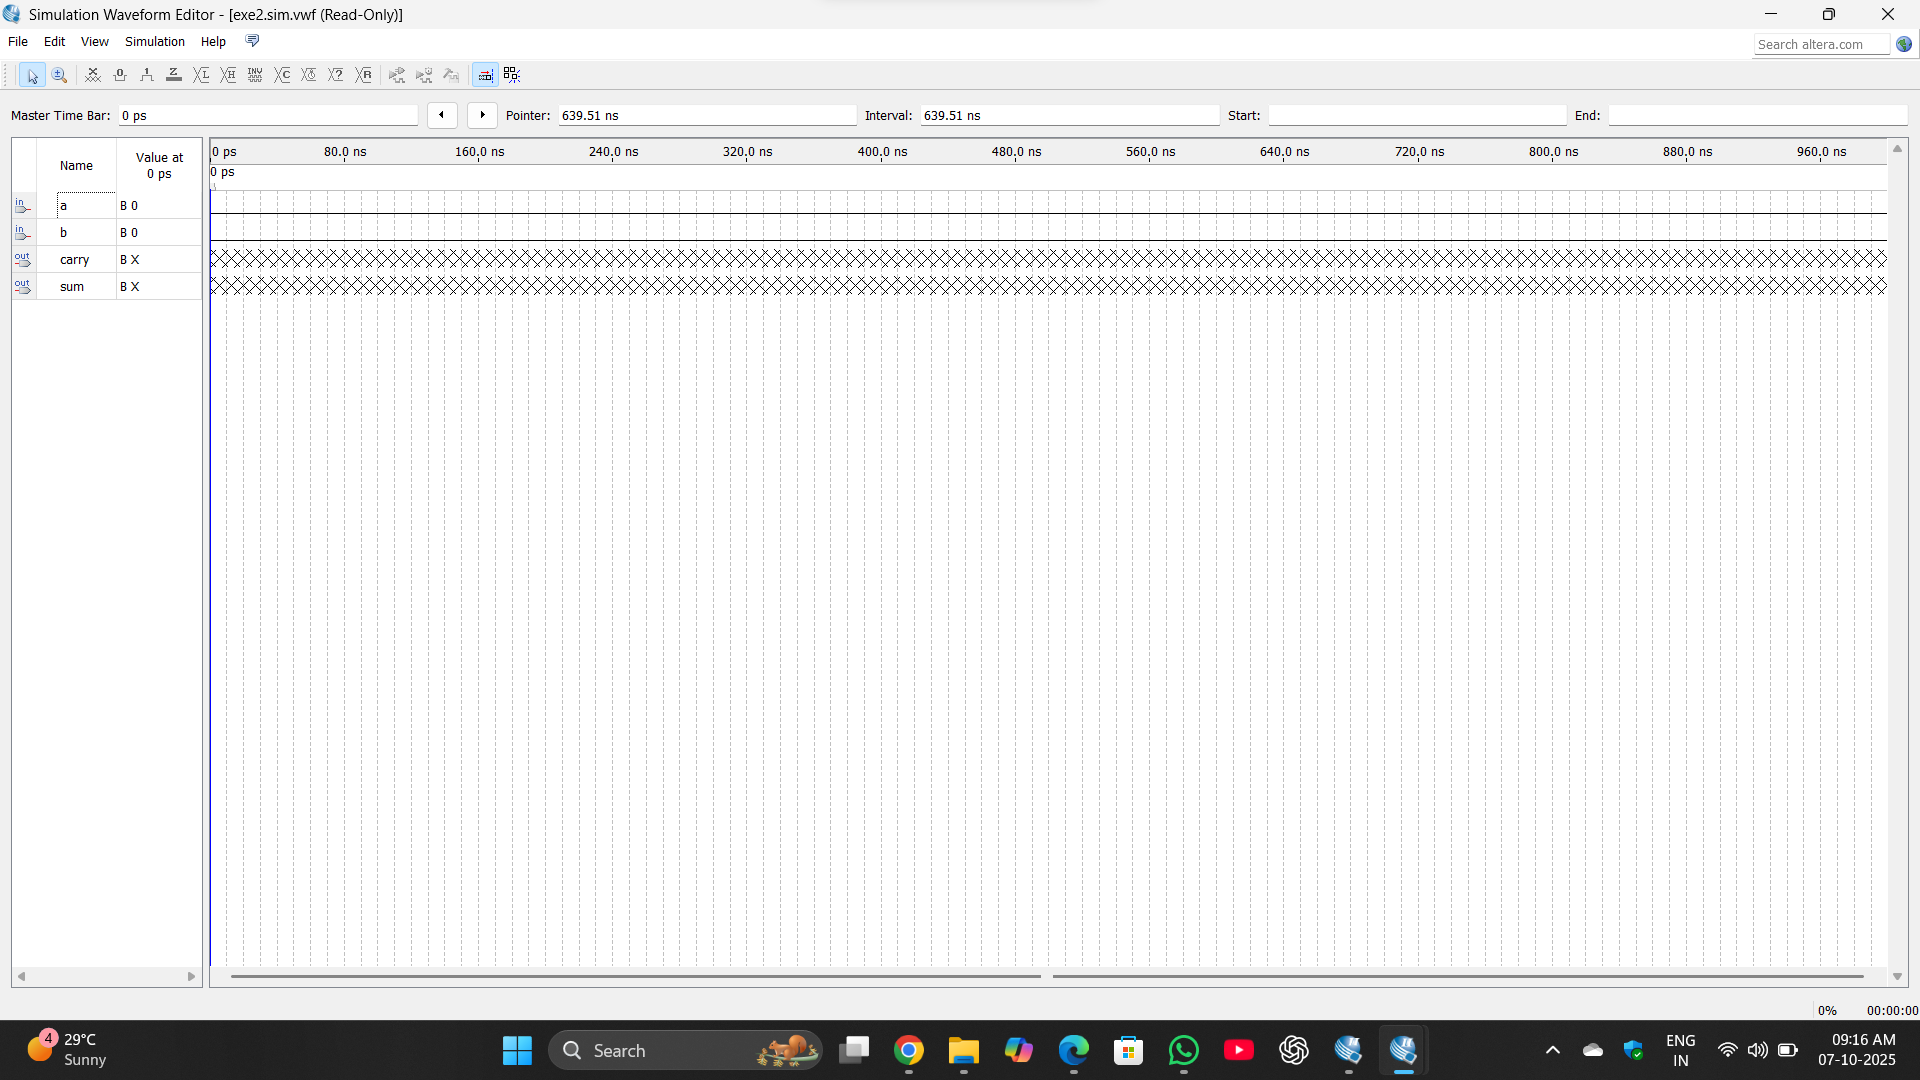 Simulation Waveform Editor - [exe2.sim.vwf (Read-Only)]
File Edit View Simulation Help
Search altera.com
Master Time Bar: 0 ps Pointer: 639.51 ns Interval: 639.51 ns Start: End:
Name Value at 0 ps
0 ps 80.0 ns 160.0 ns 240.0 ns 320.0 ns 400.0 ns 480.0 ns 560.0 ns 640.0 ns 720.0 ns 800.0 ns 880.0 ns 960.0 ns
0 ps
in a B 0
in b B 0
out carry B X
out sum B X
0% 00:00:00
4 29°C
Sunny
Search
ENG
IN
09:16 AM
07-10-2025